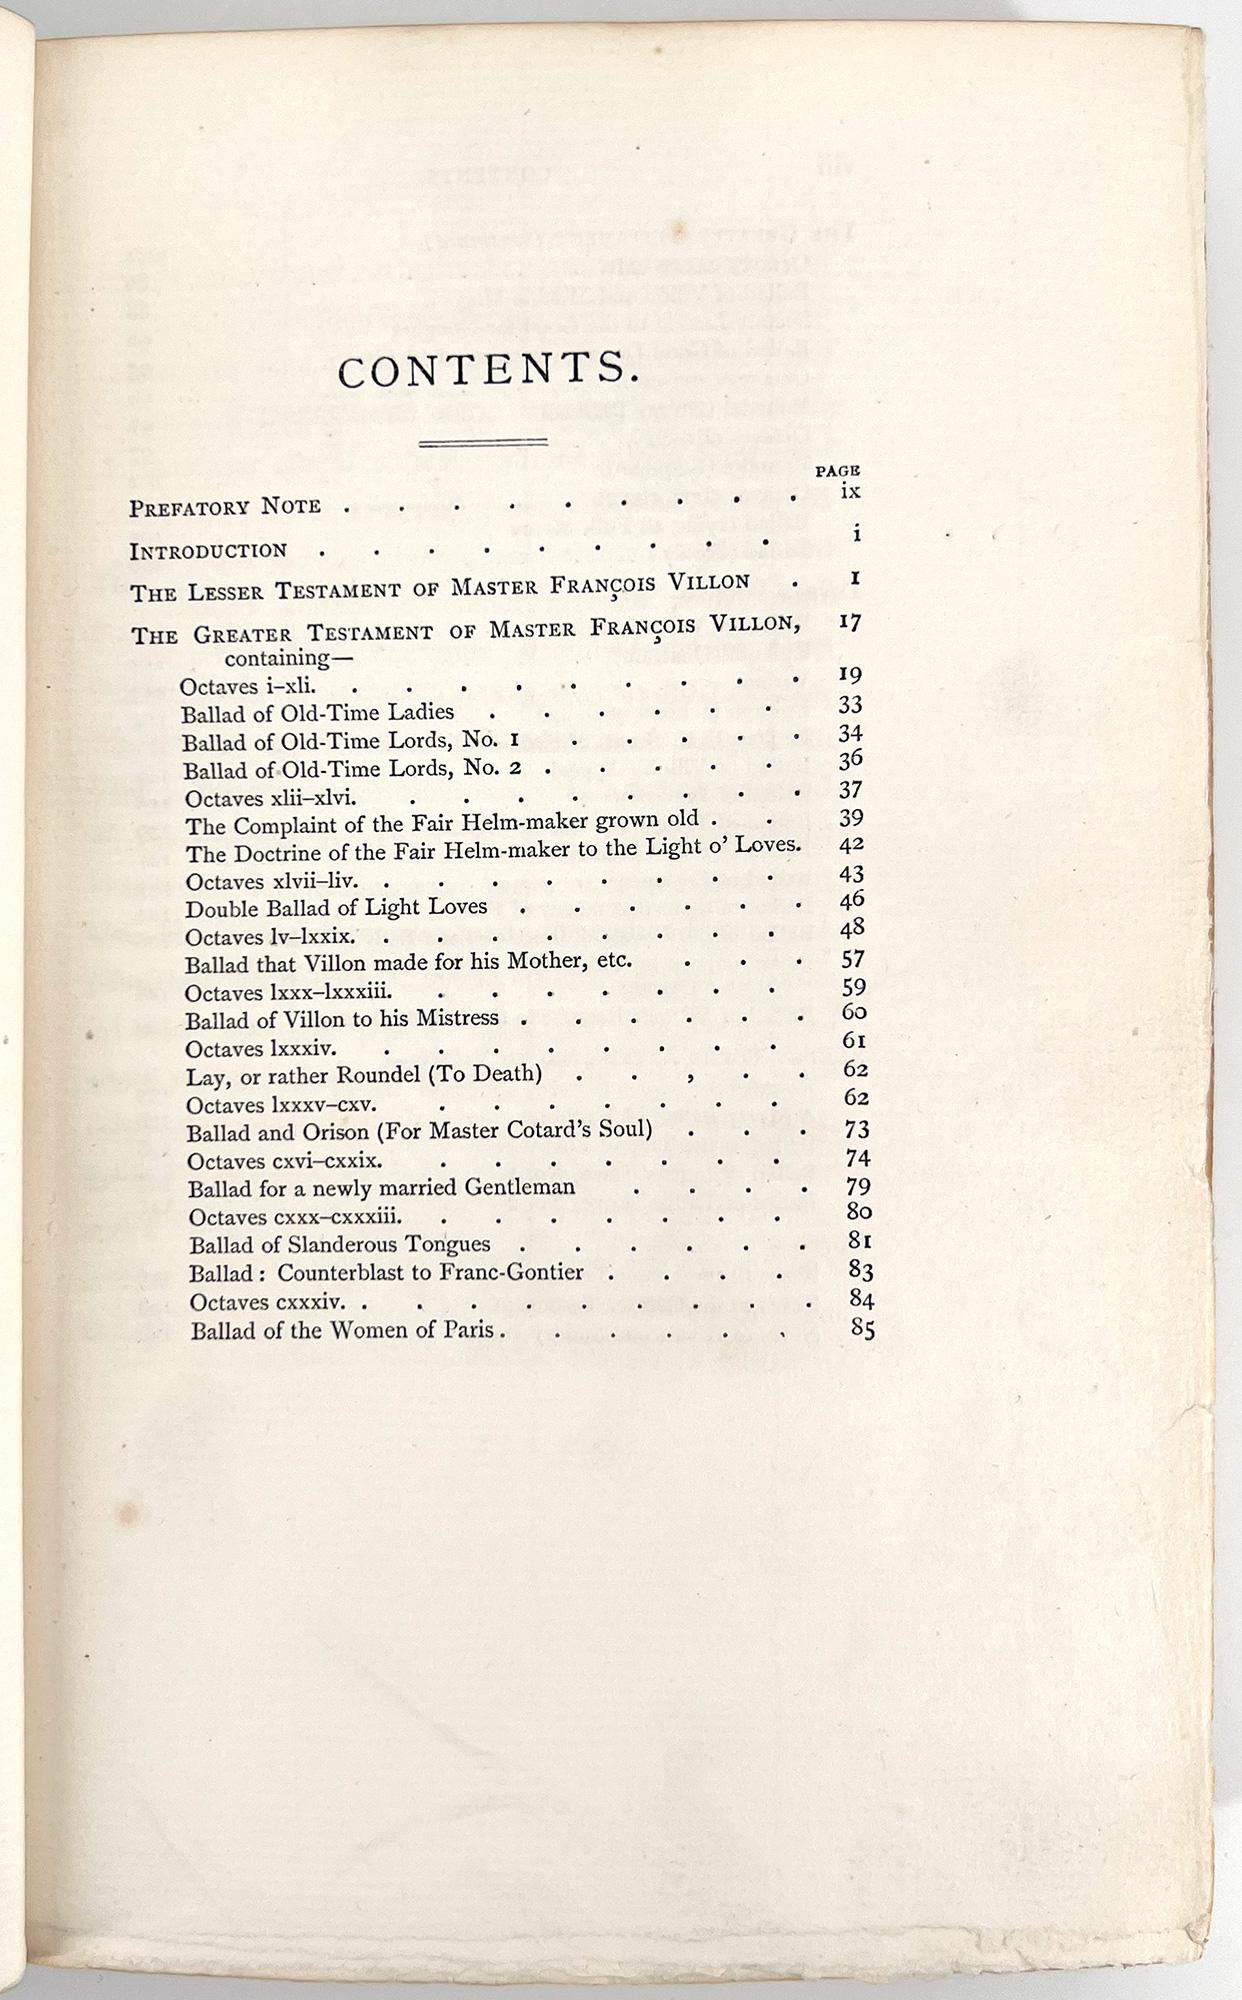 CONTENTS.
PAGE
PREFATORY NOTE . . . . . . . . . ix
INTRODUCTION . . . . . . . . . i
THE LESSER TESTAMENT OF MASTER FRANÇOIS VILLON . 1
THE GREATER TESTAMENT OF MASTER FRANÇOIS VILLON, 17
containing—
Octaves i–xli. . . . . . . . . . 19
Ballad of Old-Time Ladies . . . . . . 33
Ballad of Old-Time Lords, No. 1 . . . . . 34
Ballad of Old-Time Lords, No. 2 . . . . . 36
Octaves xlii–xlvi. . . . . . . . . 37
The Complaint of the Fair Helm-maker grown old . . 39
The Doctrine of the Fair Helm-maker to the Light o' Loves. 42
Octaves xlvii–liv. . . . . . . . . 43
Double Ballad of Light Loves . . . . . . 46
Octaves lv–lxxix. . . . . . . . . 48
Ballad that Villon made for his Mother, etc. . . . 57
Octaves lxxx–lxxxiii. . . . . . . . 59
Ballad of Villon to his Mistress . . . . . . 60
Octaves lxxxiv. . . . . . . . . 61
Lay, or rather Roundel (To Death) . . , . . 62
Octaves lxxxv–cxv. . . . . . . . 62
Ballad and Orison (For Master Cotard's Soul) . . . 73
Octaves cxvi–cxxix. . . . . . . . 74
Ballad for a newly married Gentleman . . . . 79
Octaves cxxx–cxxxiii. . . . . . . . 80
Ballad of Slanderous Tongues . . . . . . 81
Ballad : Counterblast to Franc-Gontier . . . . 83
Octaves cxxxiv. . . . . . . . . . 84
Ballad of the Women of Paris . . . . . . 85